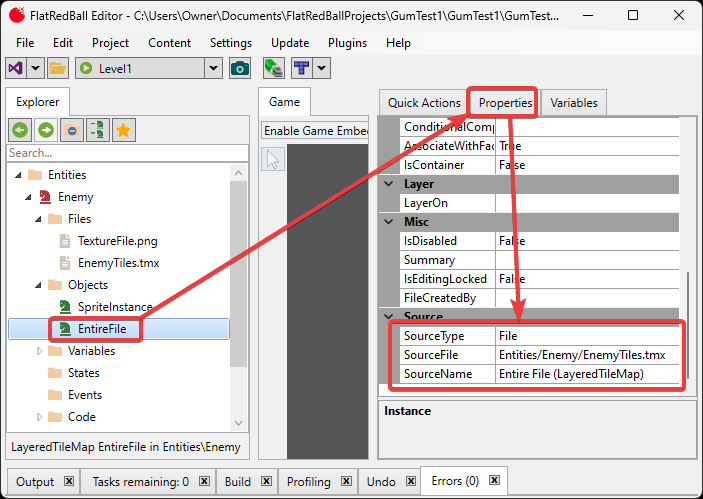 FlatRedBall Editor - C:\Users\Owner\Documents\FlatRedBallProjects\GumTest1\GumTest1\GumTest...
File Edit Project Content Settings Update Plugins Help
Level1
Explorer
Search...
Entities
Enemy
Files
TextureFile.png
EnemyTiles.tmx
Objects
SpriteInstance
EntireFile
Variables
States
Events
Code
LayeredTileMap EntireFile in Entities\Enemy
Game
Enable Game Embed
Quick Actions Properties Variables
ConditionalComp
AssociateWithFac True
IsContainer False
Layer
LayerOn
Misc
IsDisabled False
Summary
IsEditingLocked False
FileCreatedBy
Source
SourceType File
SourceFile Entities/Enemy/EnemyTiles.tmx
SourceName Entire File (LayeredTileMap)
Instance
Output Tasks remaining: 0 Build Profiling Undo Errors (0)